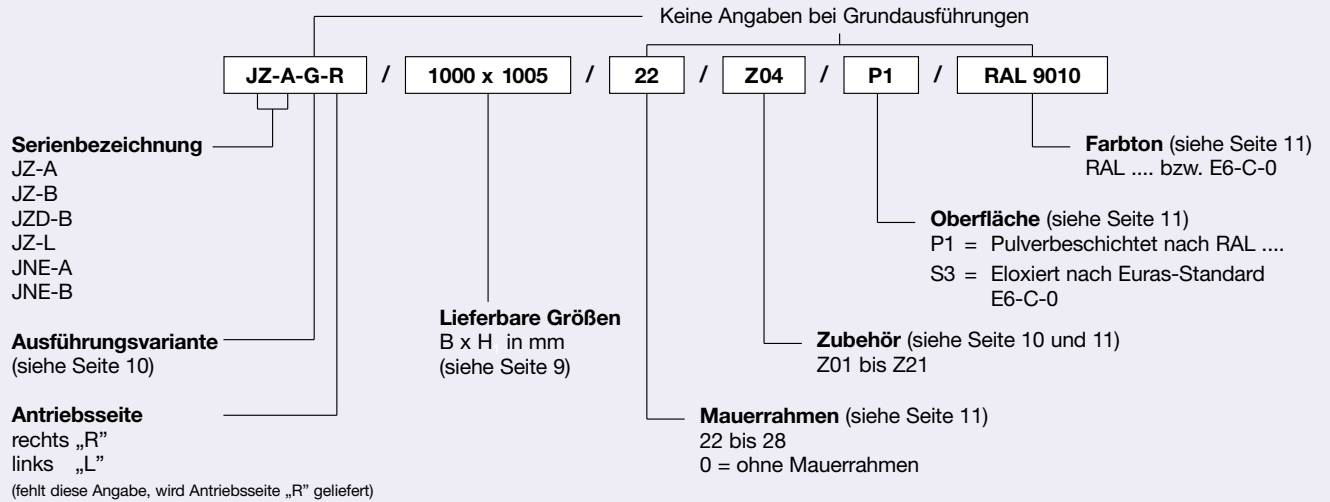 Keine Angaben bei Grundausführungen
JZ-A-G-R / 1000 x 1005 / 22 / Z04 / P1 / RAL 9010
Serienbezeichnung
JZ-A
JZ-B
JZD-B
JZ-L
JNE-A
JNE-B
Ausführungsvariante
(siehe Seite 10)
Antriebsseite
rechts „R”
links „L”
(fehlt diese Angabe, wird Antriebsseite „R” geliefert)
Lieferbare Größen
B x H in mm
(siehe Seite 9)
Mauerrahmen (siehe Seite 11)
22 bis 28
0 = ohne Mauerrahmen
Zubehör (siehe Seite 10 und 11)
Z01 bis Z21
Oberfläche (siehe Seite 11)
P1 = Pulverbeschichtet nach RAL ....
S3 = Eloxiert nach Euras-Standard
E6-C-0
Farbton (siehe Seite 11)
RAL .... bzw. E6-C-0